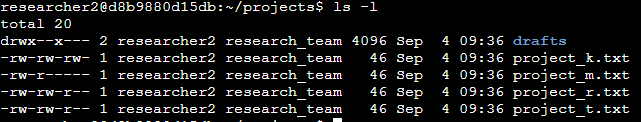 researcher2@d8b9880d15db:~/projects$ ls -l
total 20
drwx--x--- 2 researcher2 research_team 4096 Sep  4 09:36 drafts
-rw-rw-rw- 1 researcher2 research_team   46 Sep  4 09:36 project_k.txt
-rw-r----- 1 researcher2 research_team   46 Sep  4 09:36 project_m.txt
-rw-rw-r-- 1 researcher2 research_team   46 Sep  4 09:36 project_r.txt
-rw-rw-r-- 1 researcher2 research_team   46 Sep  4 09:36 project_t.txt